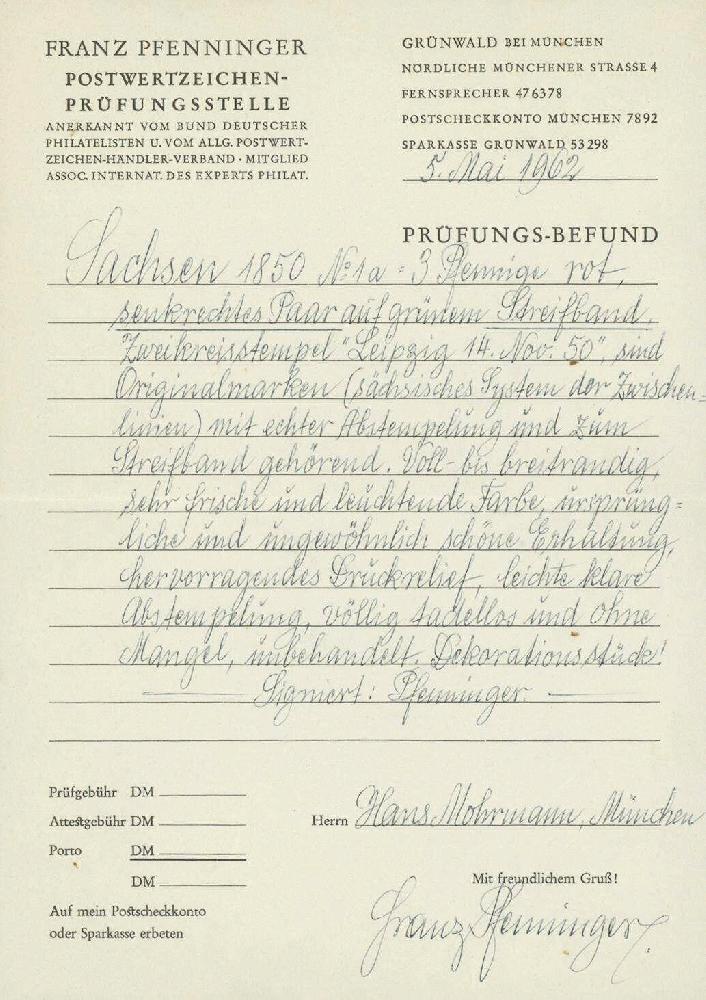 FRANZ PFENNINGER
POSTWERTZEICHEN-
PRÜFUNGSSTELLE
ANERKANNT VOM BUND DEUTSCHER
PHILATELISTEN U. VOM ALLG. POSTWERT-
ZEICHEN-HÄNDLER-VERBAND · MITGLIED
ASSOC. INTERNAT. DES EXPERTS PHILAT.
GRÜNWALD BEI MÜNCHEN
NÖRDLICHE MÜNCHENER STRASSE 4
FERNSPRECHER 476378
POSTSCHECKKONTO MÜNCHEN 7892
SPARKASSE GRÜNWALD 53298
5. Mai 1962
PRÜFUNGS-BEFUND
Sachsen 1850 No 1a = 3 Pfennige rot,
senkrechtes Paar auf grünem Streifband,
Zweikreisstempel "Leipzig 14. Nov. 50", sind
Originalmarken (sächsisches System der Zwischen=
linien) mit echter Abstempelung und zum
Streifband gehörend. Voll- bis breitrandig,
sehr frische und leuchtende Farbe, ursprüng=
liche und ungewöhnlich schöne Erhaltung,
hervorragendes Druckrelief, leichte klare
Abstempelung, völlig tadellos und ohne
Mangel, unbehandelt. Dekorationsstück!
Signiert: Pfenninger.
Prüfgebühr DM
Attestgebühr DM
Porto DM
DM
Auf mein Postscheckkonto
oder Sparkasse erbeten
Herrn Hans Mohrmann, München
Mit freundlichem Gruß!
Franz Pfenninger.